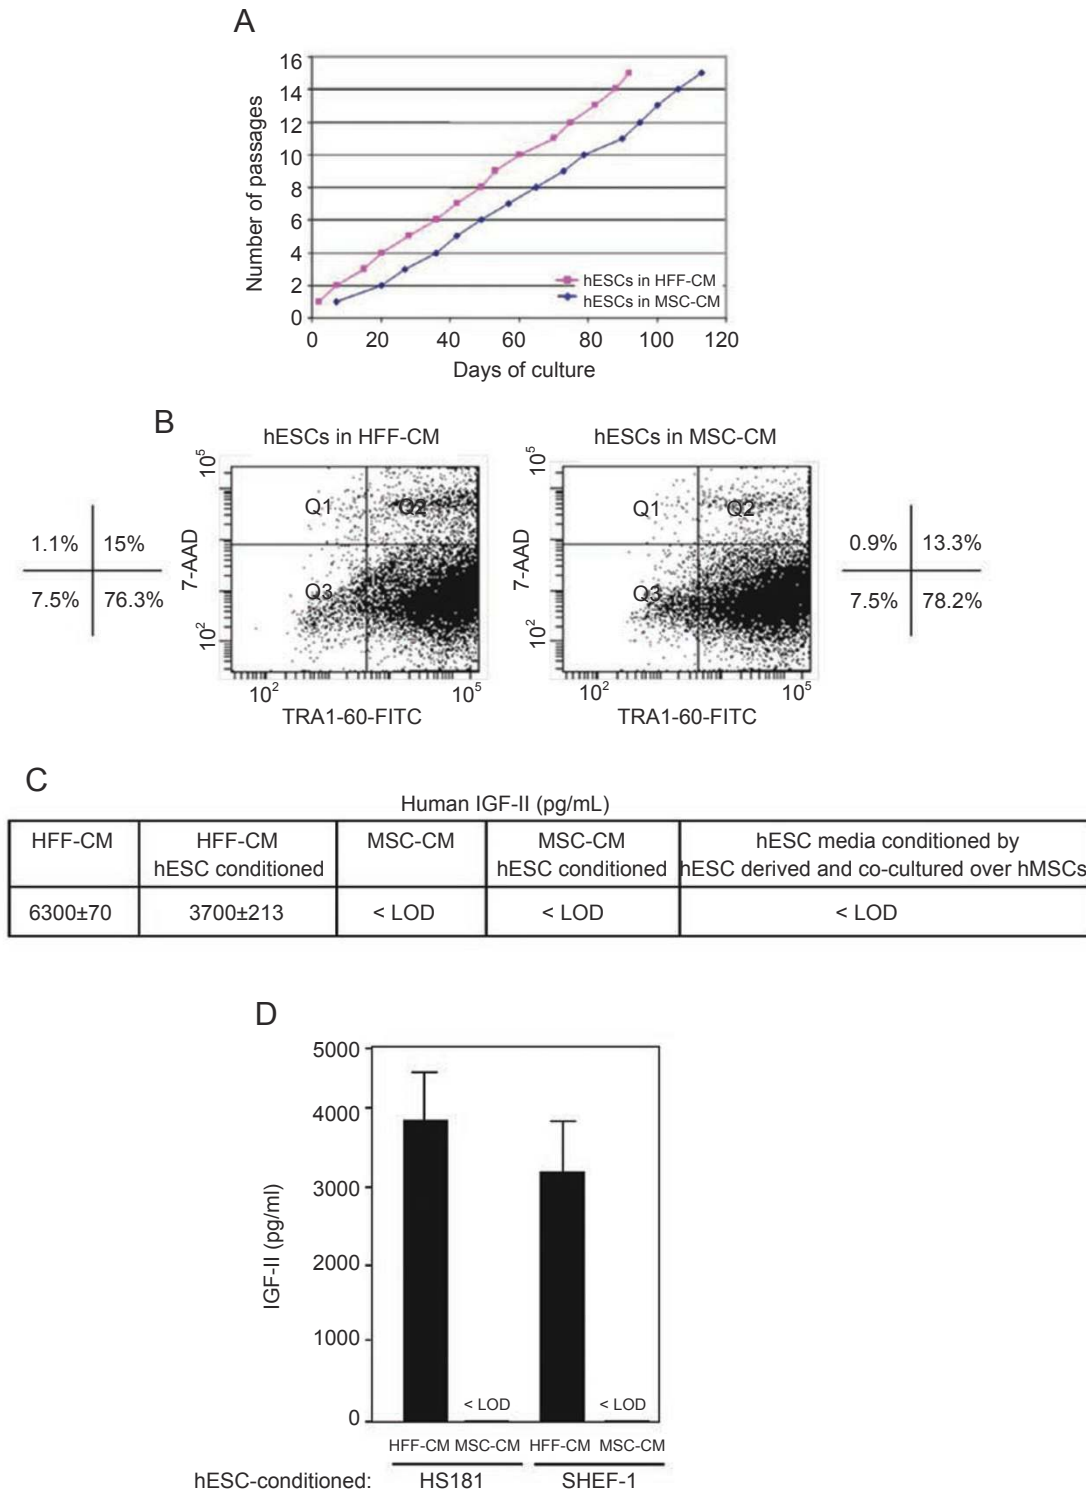 A
16
14
12
10
8
6
4
2
0
Number of passages
hESCs in HFF-CM
hESCs in MSC-CM
0 20 40 60 80 100 120
Days of culture
B
hESCs in HFF-CM
hESCs in MSC-CM
1.1% 15%
7.5% 76.3%
10^5
7-AAD
10^2
Q1 Q2
Q3
10^2 10^5
TRA1-60-FITC
10^5
7-AAD
10^2
Q1 Q2
Q3
10^2 10^5
TRA1-60-FITC
0.9% 13.3%
7.5% 78.2%
C
Human IGF-II (pg/mL)
HFF-CM
HFF-CM
hESC conditioned
MSC-CM
MSC-CM
hESC conditioned
hESC media conditioned by
hESC derived and co-cultured over hMSCs
6300±70 3700±213 < LOD < LOD < LOD
D
5000
4000
3000
2000
1000
0
IGF-II (pg/ml)
< LOD < LOD
HFF-CM MSC-CM HFF-CM MSC-CM
hESC-conditioned: HS181 SHEF-1